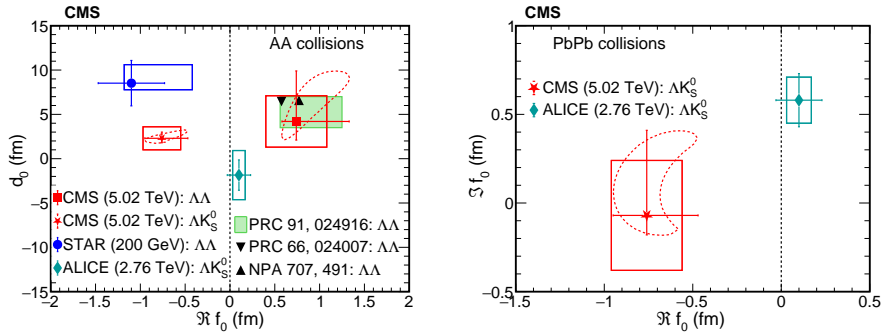 CMS
AA collisions
15
10
5
0
−5
−10
−15
d₀ (fm)
CMS (5.02 TeV): ΛΛ
CMS (5.02 TeV): ΛK⁰S
STAR (200 GeV): ΛΛ
ALICE (2.76 TeV): ΛK⁰S
PRC 91, 024916: ΛΛ
PRC 66, 024007: ΛΛ
NPA 707, 491: ΛΛ
−2 −1.5 −1 −0.5 0 0.5 1 1.5 2
ℜ f₀ (fm)
CMS
PbPb collisions
CMS (5.02 TeV): ΛK⁰S
ALICE (2.76 TeV): ΛK⁰S
1
0.5
0
−0.5
ℑ f₀ (fm)
−1.5 −1 −0.5 0 0.5
ℜ f₀ (fm)